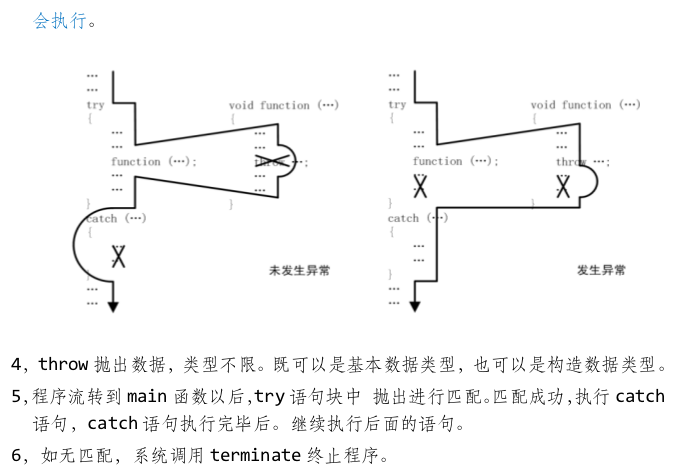 会执行。
…
…
try
{
…
…
function (…);
…
…
}
catch (…)
{
}
…
…
void function (…)
{
…
…
throw …;
…
…
}
未发生异常
…
…
try
{
…
…
function (…);
}
catch (…)
{
…
…
}
…
…
void function (…)
{
…
…
throw …;
}
发生异常
4，throw 抛出数据，类型不限。既可以是基本数据类型，也可以是构造数据类型。
5，程序流转到 main 函数以后，try 语句块中 抛出进行匹配。匹配成功，执行 catch
语句，catch 语句执行完毕后。继续执行后面的语句。
6，如无匹配，系统调用 terminate 终止程序。